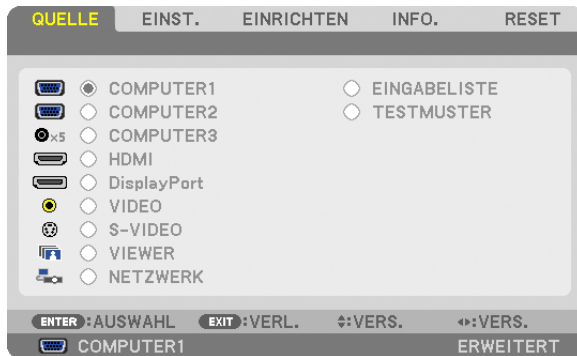 QUELLE EINST. EINRICHTEN INFO. RESET
COMPUTER1 EINGABELISTE
COMPUTER2 TESTMUSTER
×5 COMPUTER3
HDMI
DisplayPort
VIDEO
S-VIDEO
VIEWER
NETZWERK
ENTER :AUSWAHL EXIT :VERL. :VERS. :VERS.
COMPUTER1 ERWEITERT